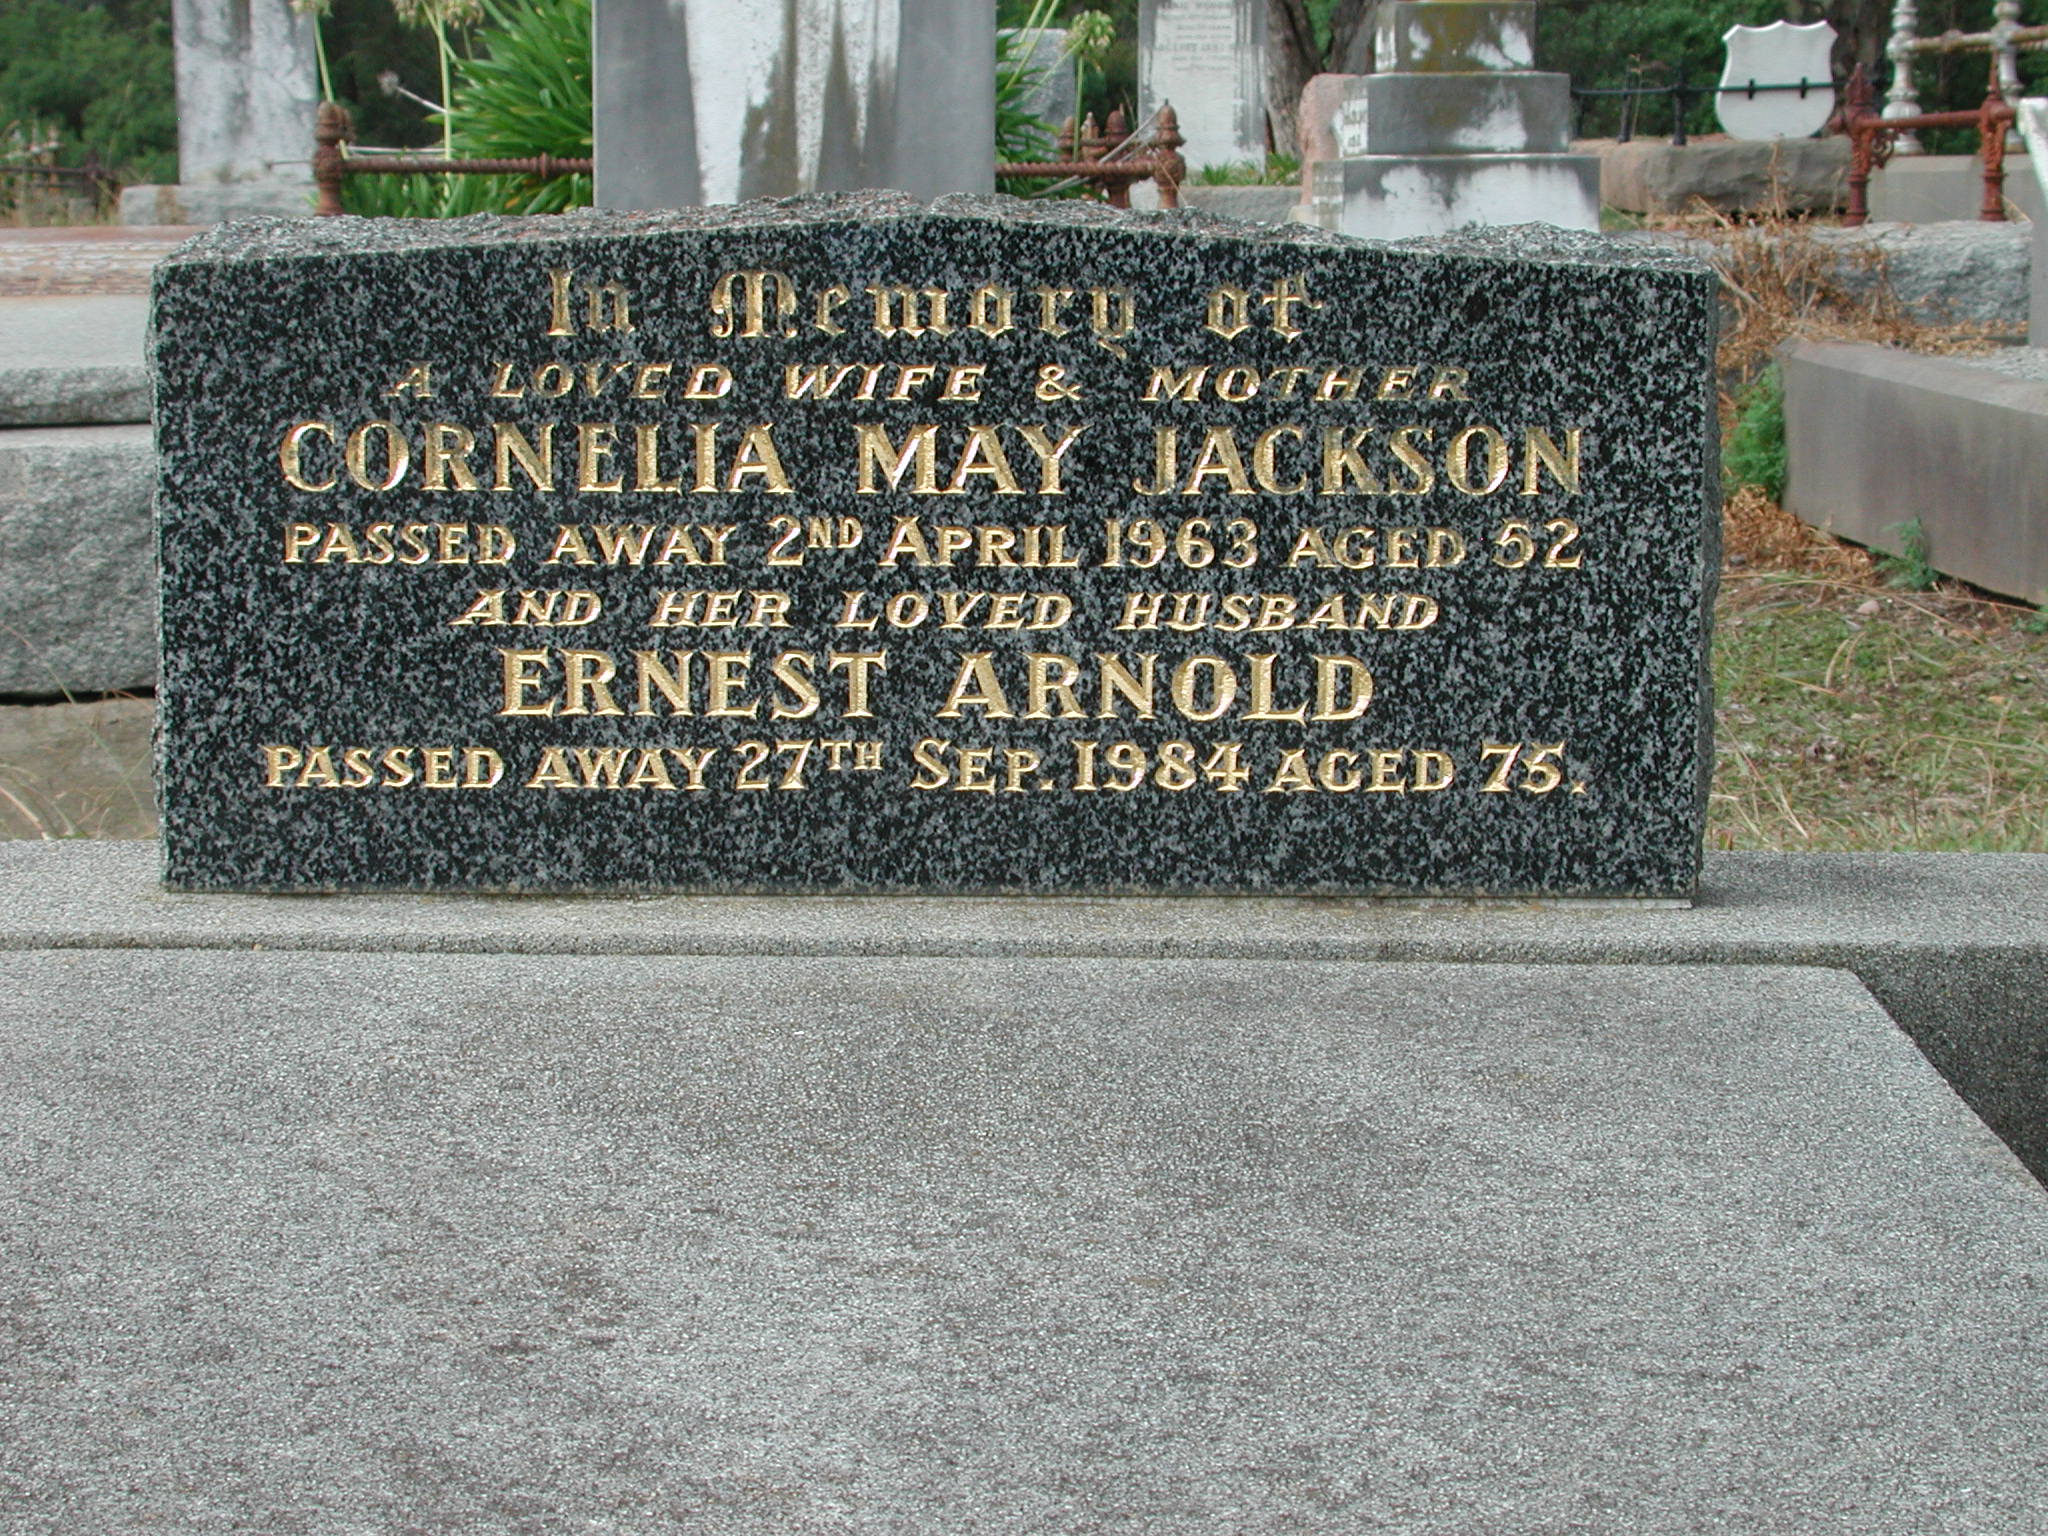 In Memory of
A LOVED WIFE & MOTHER
CORNELIA MAY JACKSON
PASSED AWAY 2ND APRIL 1963 AGED 52
AND HER LOVED HUSBAND
ERNEST ARNOLD
PASSED AWAY 27TH SEP. 1984 AGED 75.